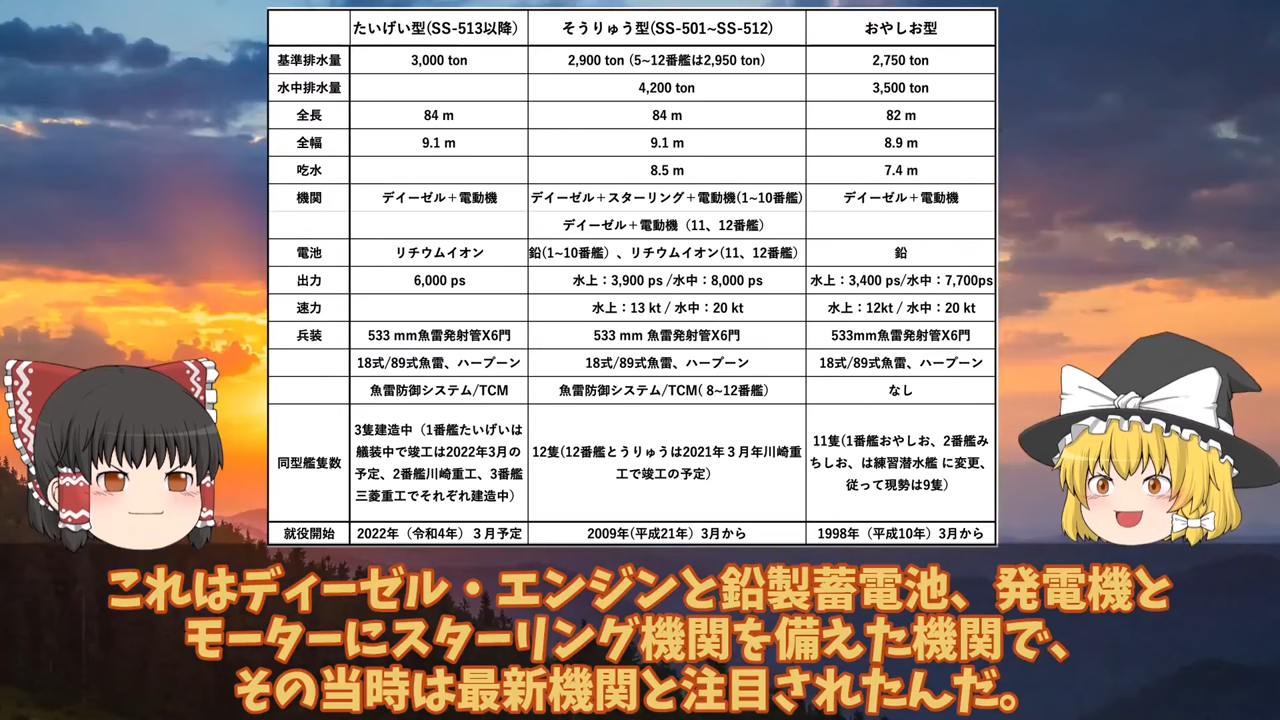 たいげい型(SS-513以降) そうりゅう型(SS-501~SS-512) おやしお型
基準排水量 3,000 ton 2,900 ton (5~12番艦は2,950 ton) 2,750 ton
水中排水量 4,200 ton 3,500 ton
全長 84 m 84 m 82 m
全幅 9.1 m 9.1 m 8.9 m
吃水 8.5 m 7.4 m
機関 デイーゼル＋電動機 デイーゼル＋スターリング＋電動機(1~10番艦) デイーゼル＋電動機
デイーゼル＋電動機（11、12番艦）
電池 リチウムイオン 鉛(1~10番艦）、リチウムイオン(11、12番艦) 鉛
出力 6,000 ps 水上：3,900 ps /水中：8,000 ps 水上：3,400 ps/水中：7,700ps
速力 水上：13 kt / 水中：20 kt 水上：12kt / 水中：20 kt
兵装 533 mm魚雷発射管X6門 533 mm 魚雷発射管X6門 533mm魚雷発射管X6門
18式/89式魚雷、ハープーン 18式/89式魚雷、ハープーン 18式/89式魚雷、ハープーン
魚雷防御システム/TCM 魚雷防御システム/TCM( 8~12番艦） なし
同型艦隻数
3隻建造中（1番艦たいげいは
艤装中で竣工は2022年3月の
予定、2番艦川崎重工、3番艦
三菱重工でそれぞれ建造中）
12隻(12番艦とうりゅうは2021年３月年川崎重
工で竣工の予定）
11隻(1番艦おやしお、2番艦み
ちしお、は練習潜水艦 に変更、
従って現勢は9隻）
就役開始 2022年（令和4年）３月予定 2009年(平成21年）3月から 1998年（平成10年）3月から
これはディーゼル・エンジンと鉛製蓄電池、発電機と
モーターにスターリング機関を備えた機関で、
その当時は最新機関と注目されたんだ。